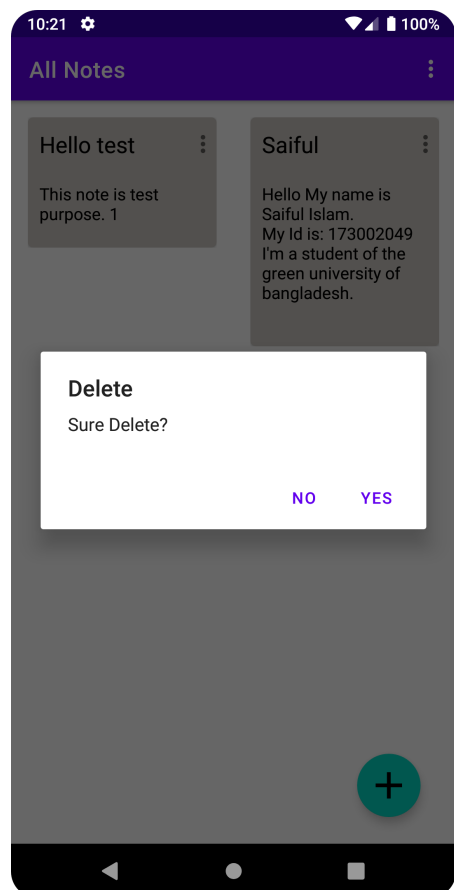 10:21
100%
All Notes
Hello test
This note is test
purpose. 1
Saiful
Hello My name is
Saiful Islam.
My Id is: 173002049
I'm a student of the
green university of
bangladesh.
Delete
Sure Delete?
NO YES